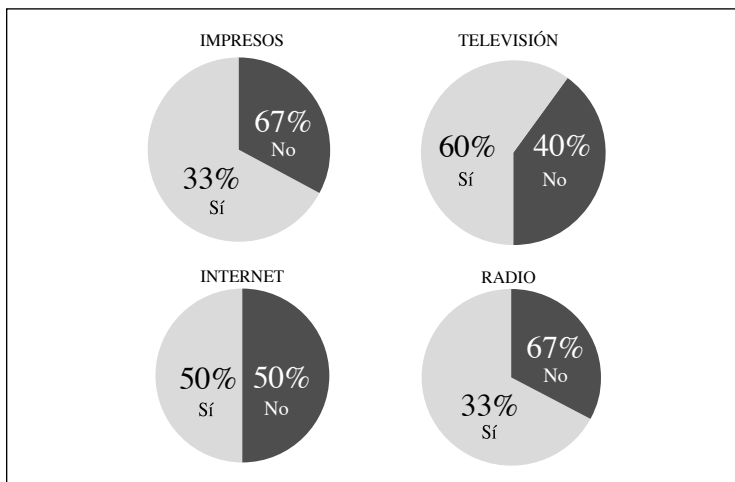 IMPRESOS
67%
No
33%
Sí
TELEVISIÓN
60%
Sí
40%
No
INTERNET
50%
Sí
50%
No
RADIO
67%
No
33%
Sí